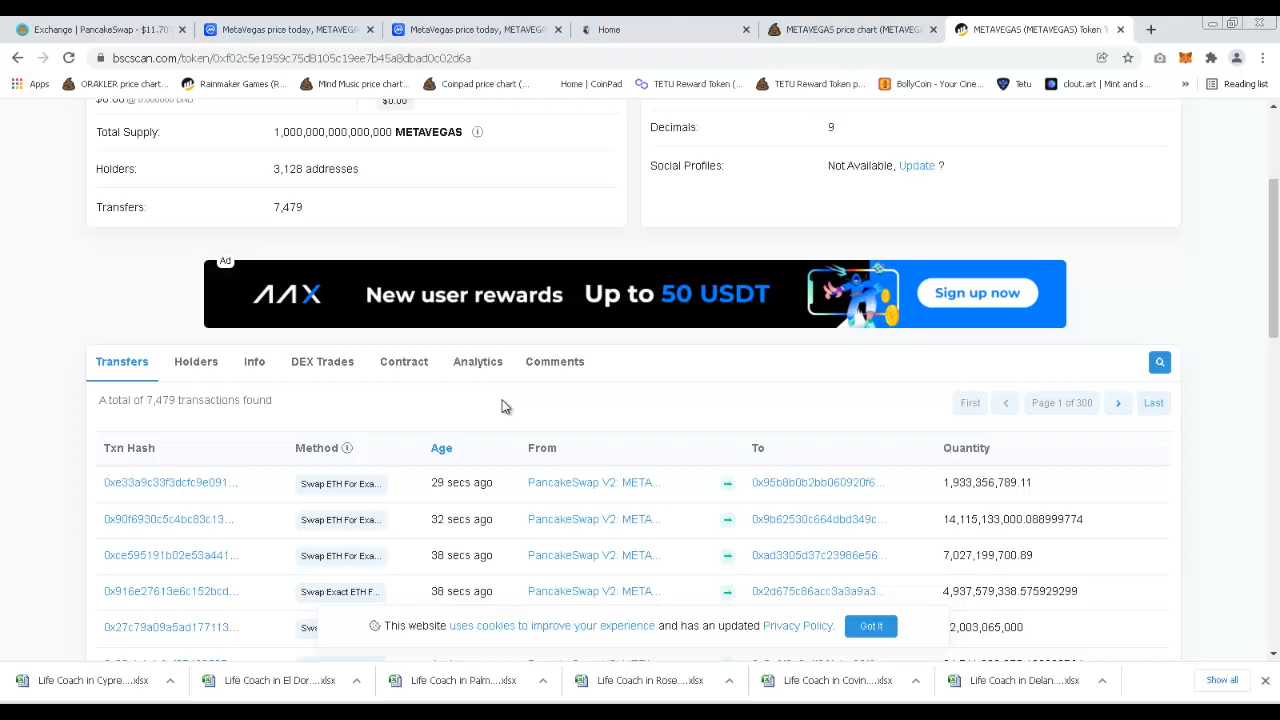 Exchange | PancakeSwap - $11.70
MetaVegas price today, METAVEGAS
MetaVegas price today, METAVEGAS
Home
METAVEGAS price chart (METAVEG
METAVEGAS (METAVEGAS) Token T
bscscan.com/token/0xf02c5e1959c75d8105c19ee7b45a8dbad0c02d6a
Apps
ORAKLER price chart (...
Rainmaker Games (R...
Mind Music price char...
Coinpad price chart (...
Home | CoinPad
TETU Reward Token (...
TETU Reward Token p...
BollyCoin - Your Cine...
Tetu
clout.art | Mint and s...
»
Reading list
$0.00
Total Supply: 1,000,000,000,000,000 METAVEGAS
Decimals: 9
Holders: 3,128 addresses
Social Profiles: Not Available, Update ?
Transfers: 7,479
Ad
AAX New user rewards Up to 50 USDT Sign up now
Transfers Holders Info DEX Trades Contract Analytics Comments
A total of 7,479 transactions found
First Page 1 of 300 Last
Txn Hash Method Age From To Quantity
0xe33a9c33f3dcfc9e091... Swap ETH For Exa... 29 secs ago PancakeSwap V2: META... 0x95b8b0b2bb060920f6... 1,933,356,789.11
0x90f6930c5c4bc83c13... Swap ETH For Exa... 32 secs ago PancakeSwap V2: META... 0x9b62530c664dbd349c... 14,115,133,000.088999774
0xce595191b02e53a441... Swap ETH For Exa... 38 secs ago PancakeSwap V2: META... 0xad3305d37c23986e56... 7,027,199,700.89
0x916e27613e6c152bcd... Swap Exact ETH F... 38 secs ago PancakeSwap V2: META... 0x2d675c86acc3a3a9a3... 4,937,579,338.575929299
0x27c79a09a5ad177113... Swa 2,003,065,000
This website uses cookies to improve your experience and has an updated Privacy Policy. Got It
Life Coach in Cypre....xlsx
Life Coach in El Dor....xlsx
Life Coach in Palm....xlsx
Life Coach in Rose....xlsx
Life Coach in Covin....xlsx
Life Coach in Delan....xlsx
Show all